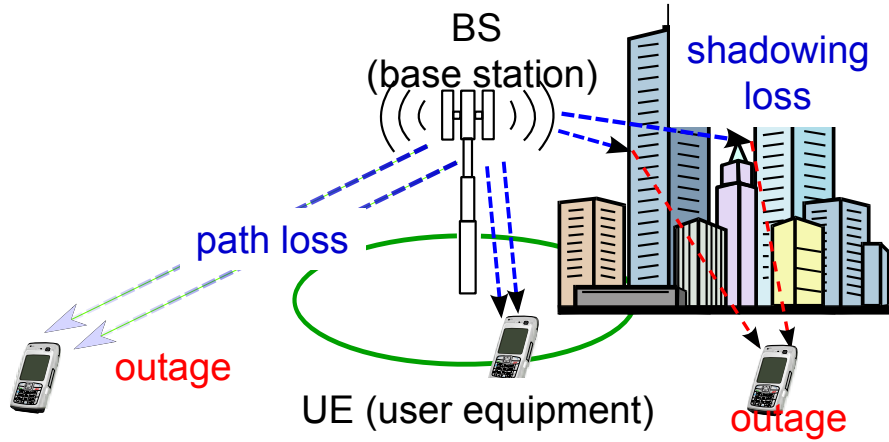 BS
(base station)
shadowing
loss
path loss
outage
UE (user equipment)
outage